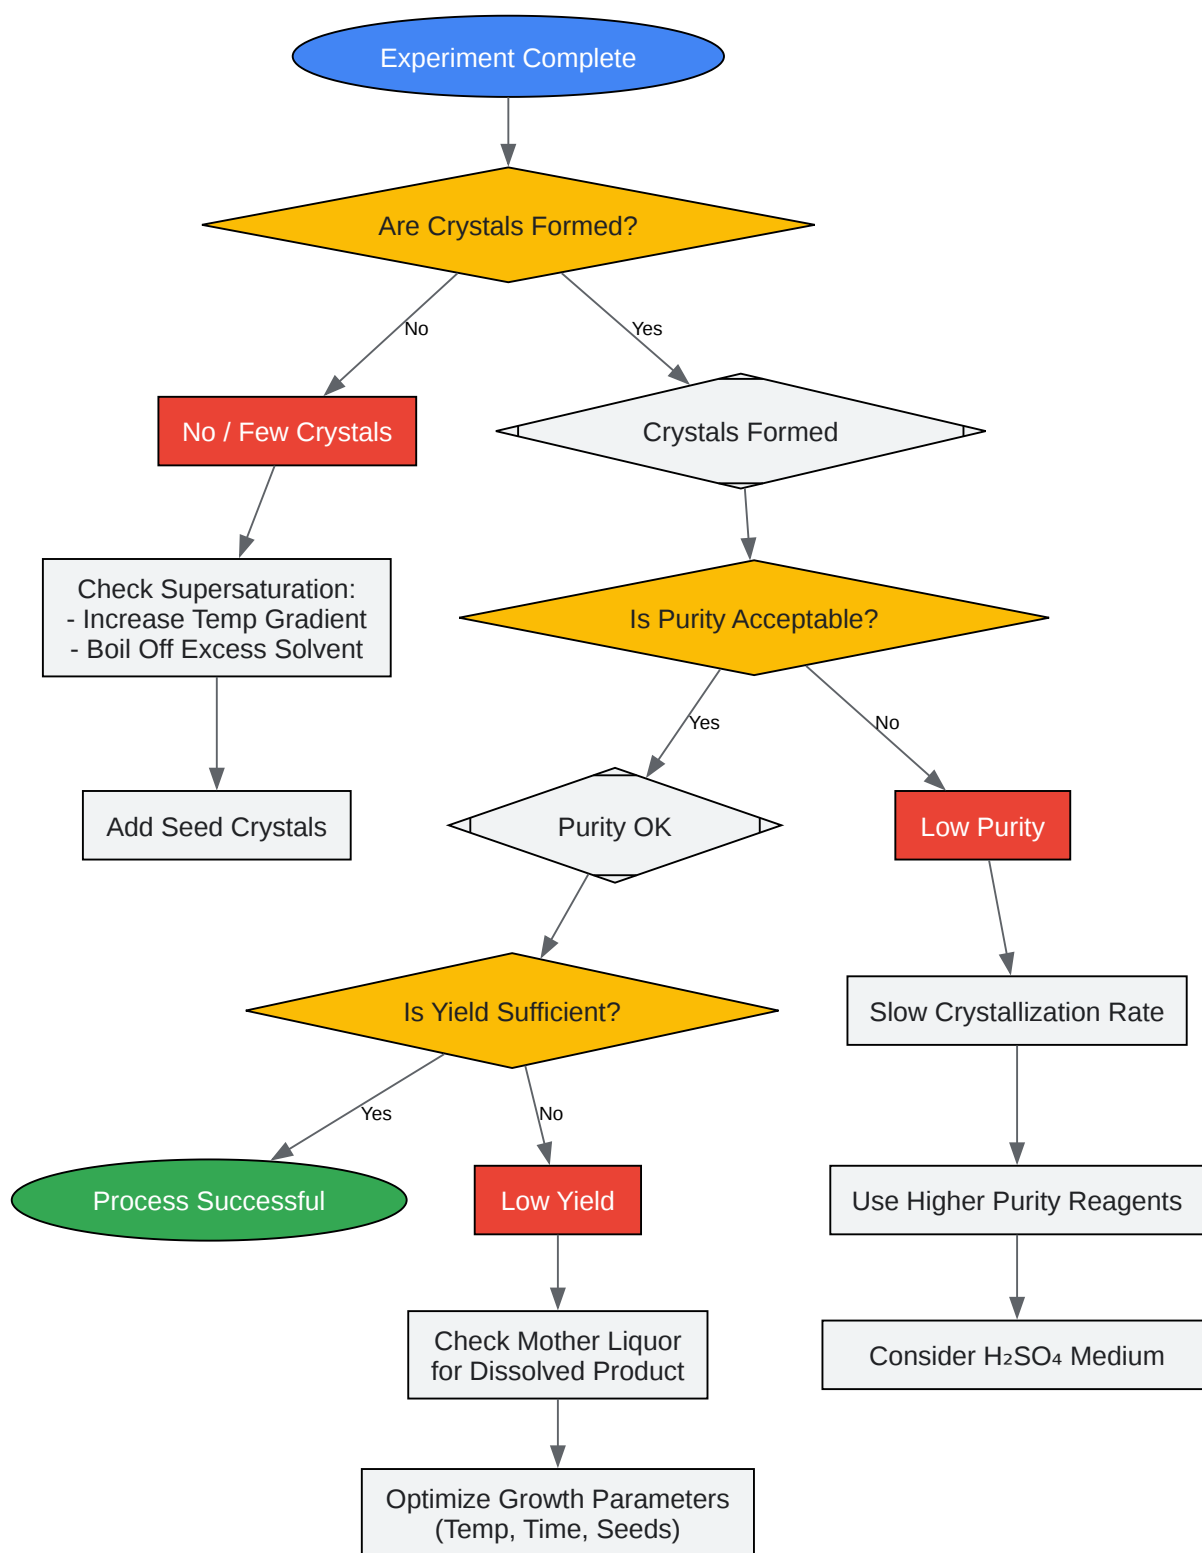 Experiment Complete
Are Crystals Formed?
No
Yes
No / Few Crystals
Crystals Formed
Check Supersaturation:
- Increase Temp Gradient
- Boil Off Excess Solvent
Is Purity Acceptable?
Yes
No
Add Seed Crystals
Purity OK
Low Purity
Is Yield Sufficient?
Slow Crystallization Rate
Yes
No
Process Successful
Low Yield
Use Higher Purity Reagents
Check Mother Liquor
for Dissolved Product
Consider H₂SO₄ Medium
Optimize Growth Parameters
(Temp, Time, Seeds)